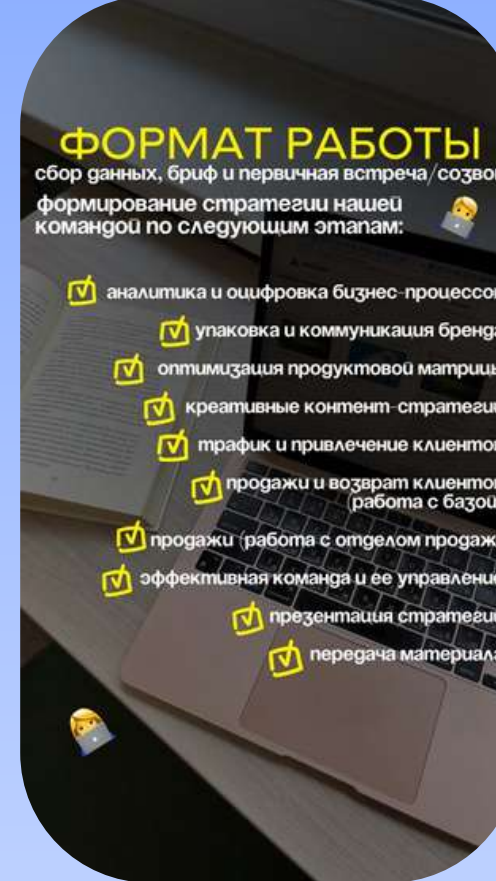 ФОРМАТ РАБОТЫ
сбор данных, бриф и первичная встреча/созвон
формирование стратегии нашей
командой по следующим этапам:
аналитика и оцифровка бизнес-процессов
упаковка и коммуникация бренда
оптимизация продуктовой матрицы
креативные контент-стратегии
трафик и привлечение клиентов
продажи и возврат клиентов
(работа с базой
продажи (работа с отделом продаж
эффективная команда и ее управление
презентация стратегии
передача материала